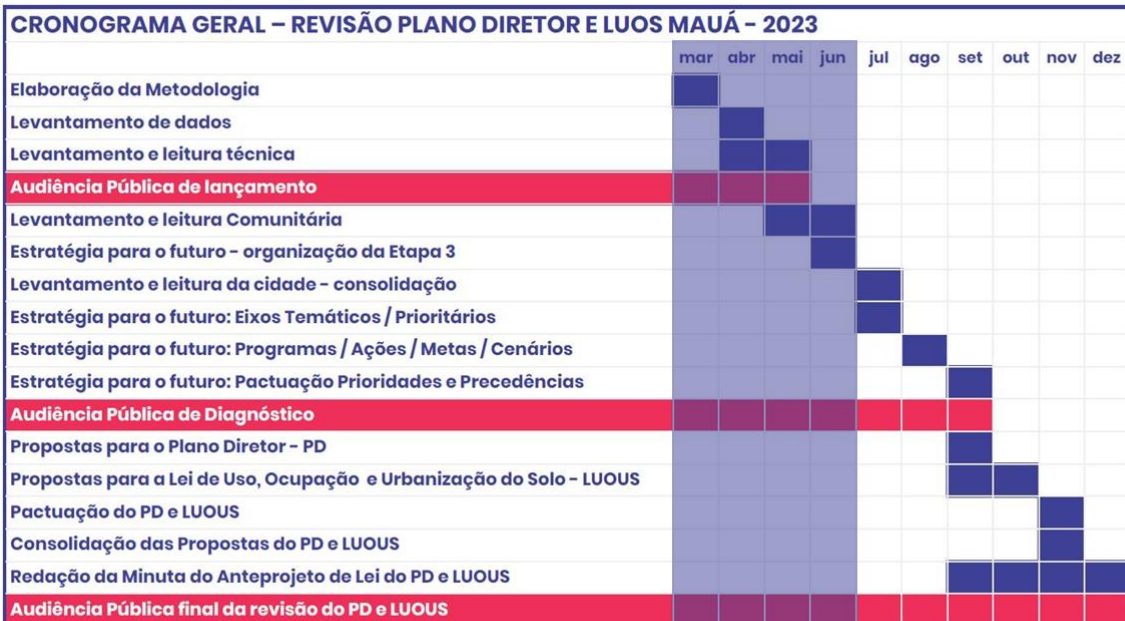 CRONOGRAMA GERAL – REVISÃO PLANO DIRETOR E LUOS MAUÁ - 2023
mar abr mai jun jul ago set out nov dez
Elaboração da Metodologia
Levantamento de dados
Levantamento e leitura técnica
Audiência Pública de lançamento
Levantamento e leitura Comunitária
Estratégia para o futuro - organização da Etapa 3
Levantamento e leitura da cidade - consolidação
Estratégia para o futuro: Eixos Temáticos / Prioritários
Estratégia para o futuro: Programas / Ações / Metas / Cenários
Estratégia para o futuro: Pactuação Prioridades e Precedências
Audiência Pública de Diagnóstico
Propostas para o Plano Diretor - PD
Propostas para a Lei de Uso, Ocupação e Urbanização do Solo - LUOUS
Pactuação do PD e LUOUS
Consolidação das Propostas do PD e LUOUS
Redação da Minuta do Anteprojeto de Lei do PD e LUOUS
Audiência Pública final da revisão do PD e LUOUS